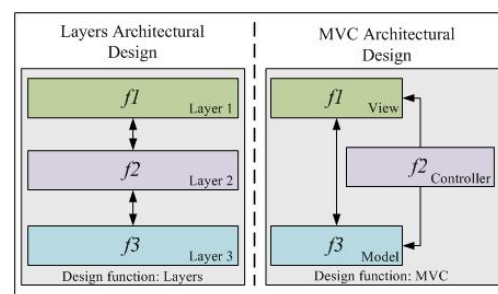 Layers Architectural
Design
f1
Layer 1
f2
Layer 2
f3
Layer 3
Design function: Layers
MVC Architectural
Design
f1
View
f2
Controller
f3
Model
Design function: MVC